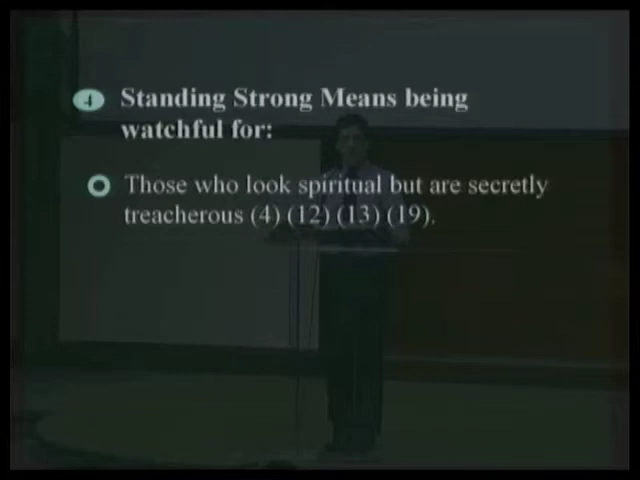 4 Standing Strong Means being
watchful for:
Those who look spiritual but are secretly
treacherous (4) (12) (13) (19).